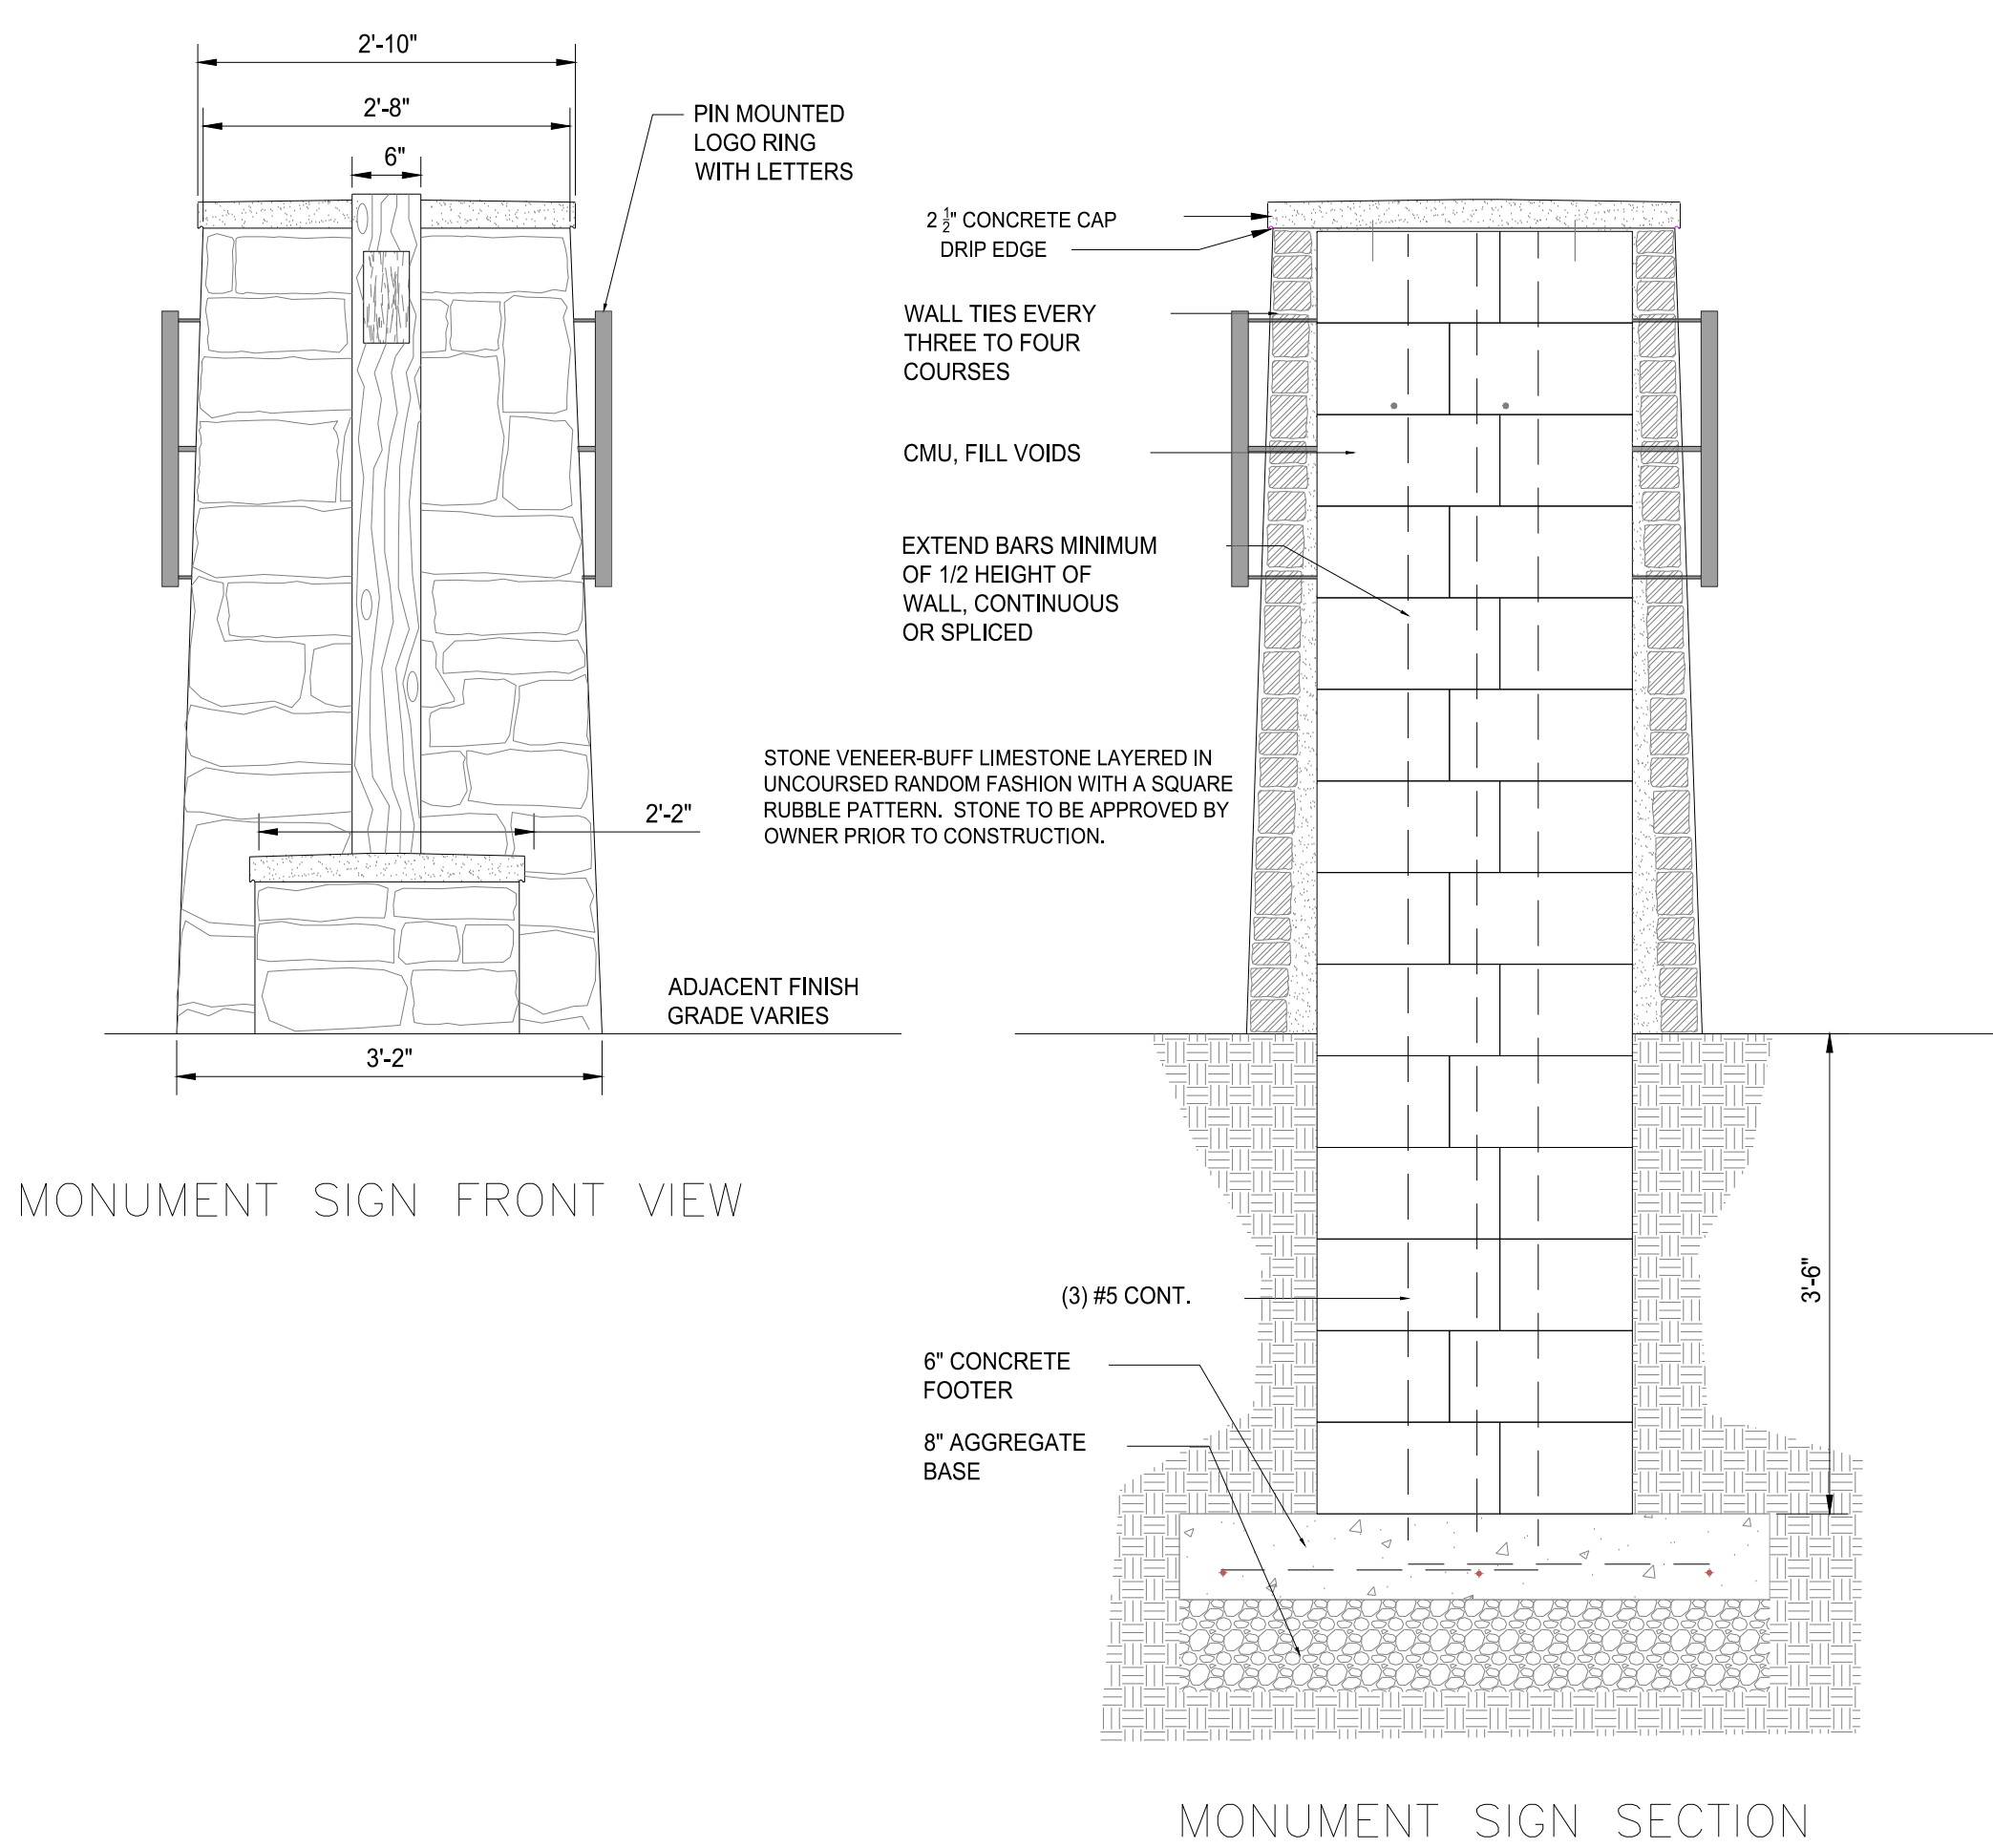 2'-10"
2'-8"
6"
PIN MOUNTED
LOGO RING
WITH LETTERS
2'-2"
ADJACENT FINISH
GRADE VARIES
3'-2"
MONUMENT SIGN FRONT VIEW
2 1/2" CONCRETE CAP
DRIP EDGE
WALL TIES EVERY
THREE TO FOUR
COURSES
CMU, FILL VOIDS
EXTEND BARS MINIMUM
OF 1/2 HEIGHT OF
WALL, CONTINUOUS
OR SPLICED
STONE VENEER-BUFF LIMESTONE LAYERED IN
UNCOURSED RANDOM FASHION WITH A SQUARE
RUBBLE PATTERN. STONE TO BE APPROVED BY
OWNER PRIOR TO CONSTRUCTION.
(3) #5 CONT.
6" CONCRETE
FOOTER
8" AGGREGATE
BASE
3'-6"
MONUMENT SIGN SECTION